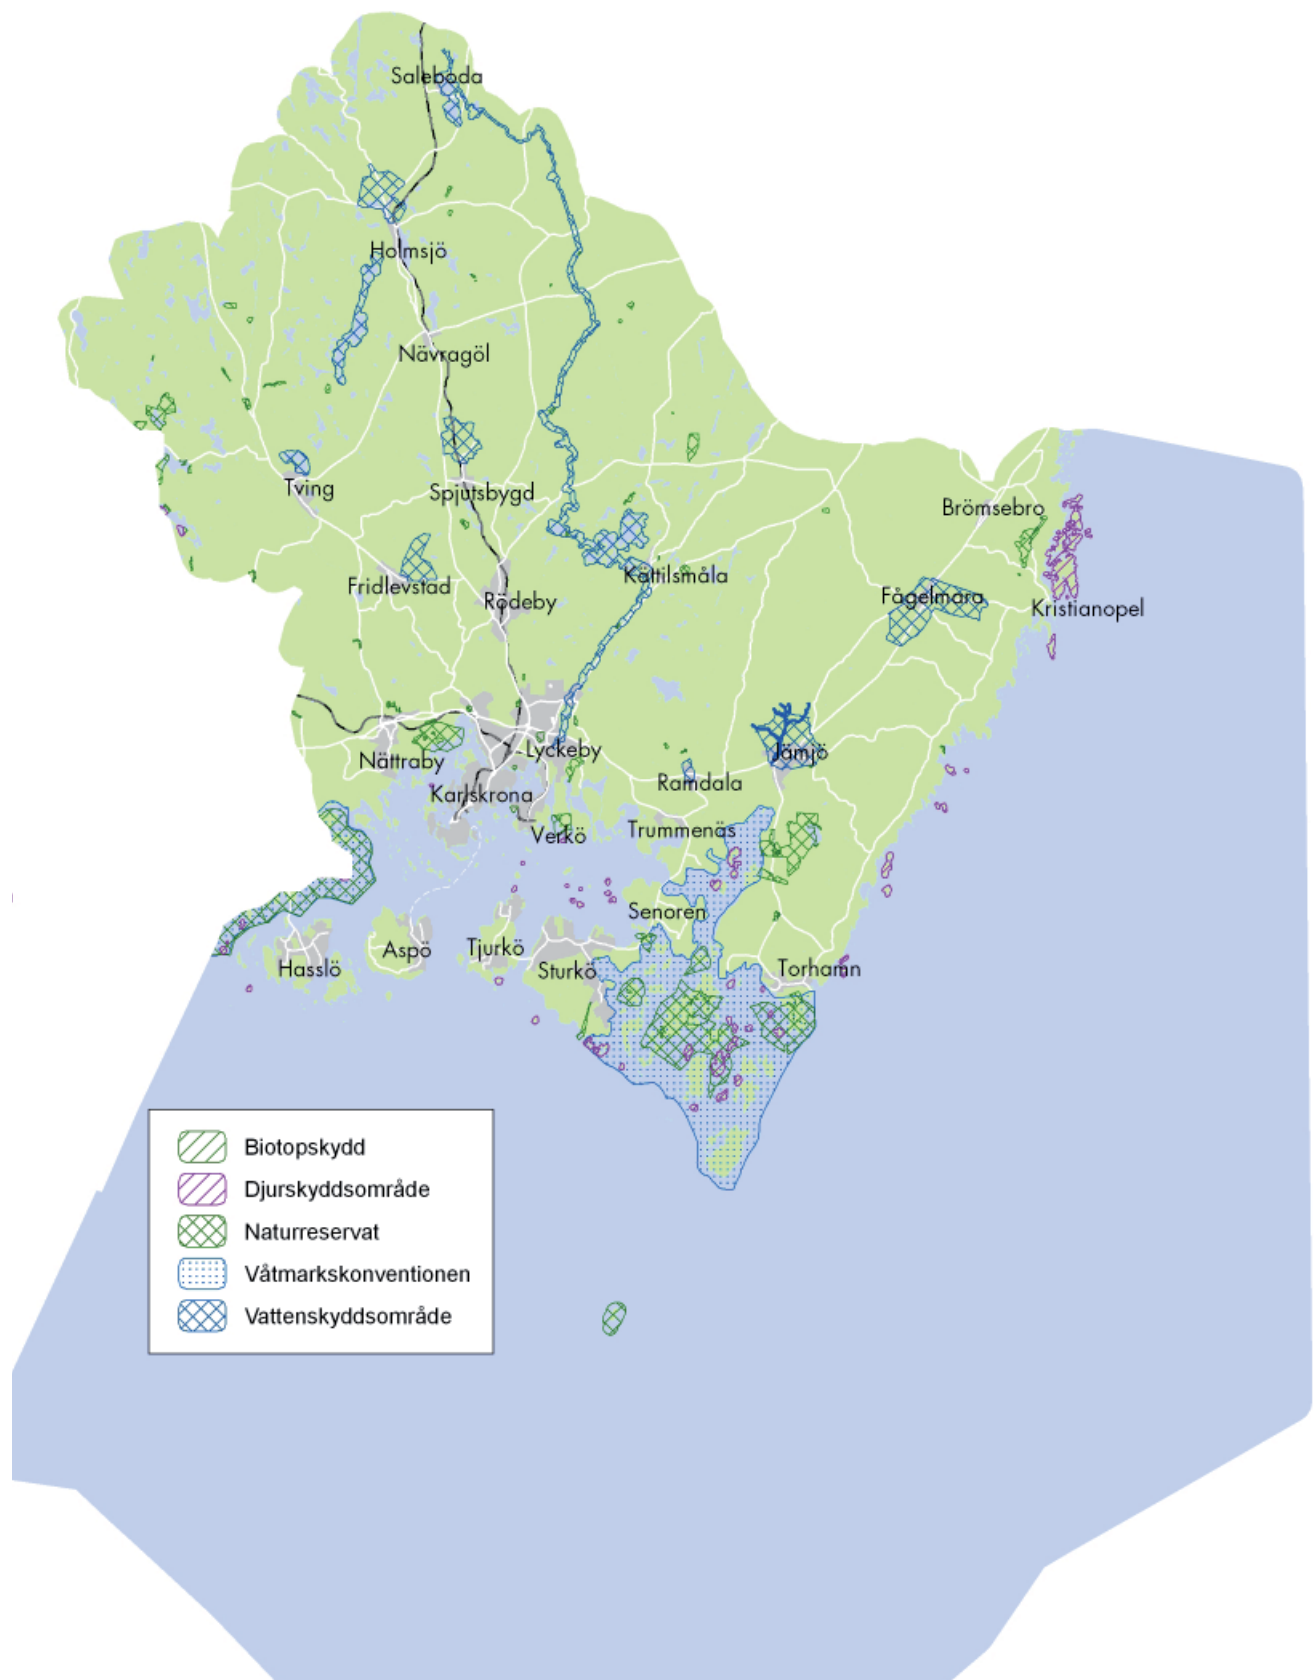 Saleboda
Holmsjö
Nävragöl
Tving
Spjutsbygd
Brömsebro
Kättilsmåla
Fridlevstad
Rödeby
Fågelmara
Kristianopel
Lyckeby
Jämjö
Nättraby
Ramdala
Karlskrona
Verkö
Trummenäs
Senoren
Aspö
Tjurkö
Hasslö
Sturkö
Torhamn
Biotopskydd
Djurskyddsområde
Naturreservat
Våtmarkskonventionen
Vattenskyddsområde